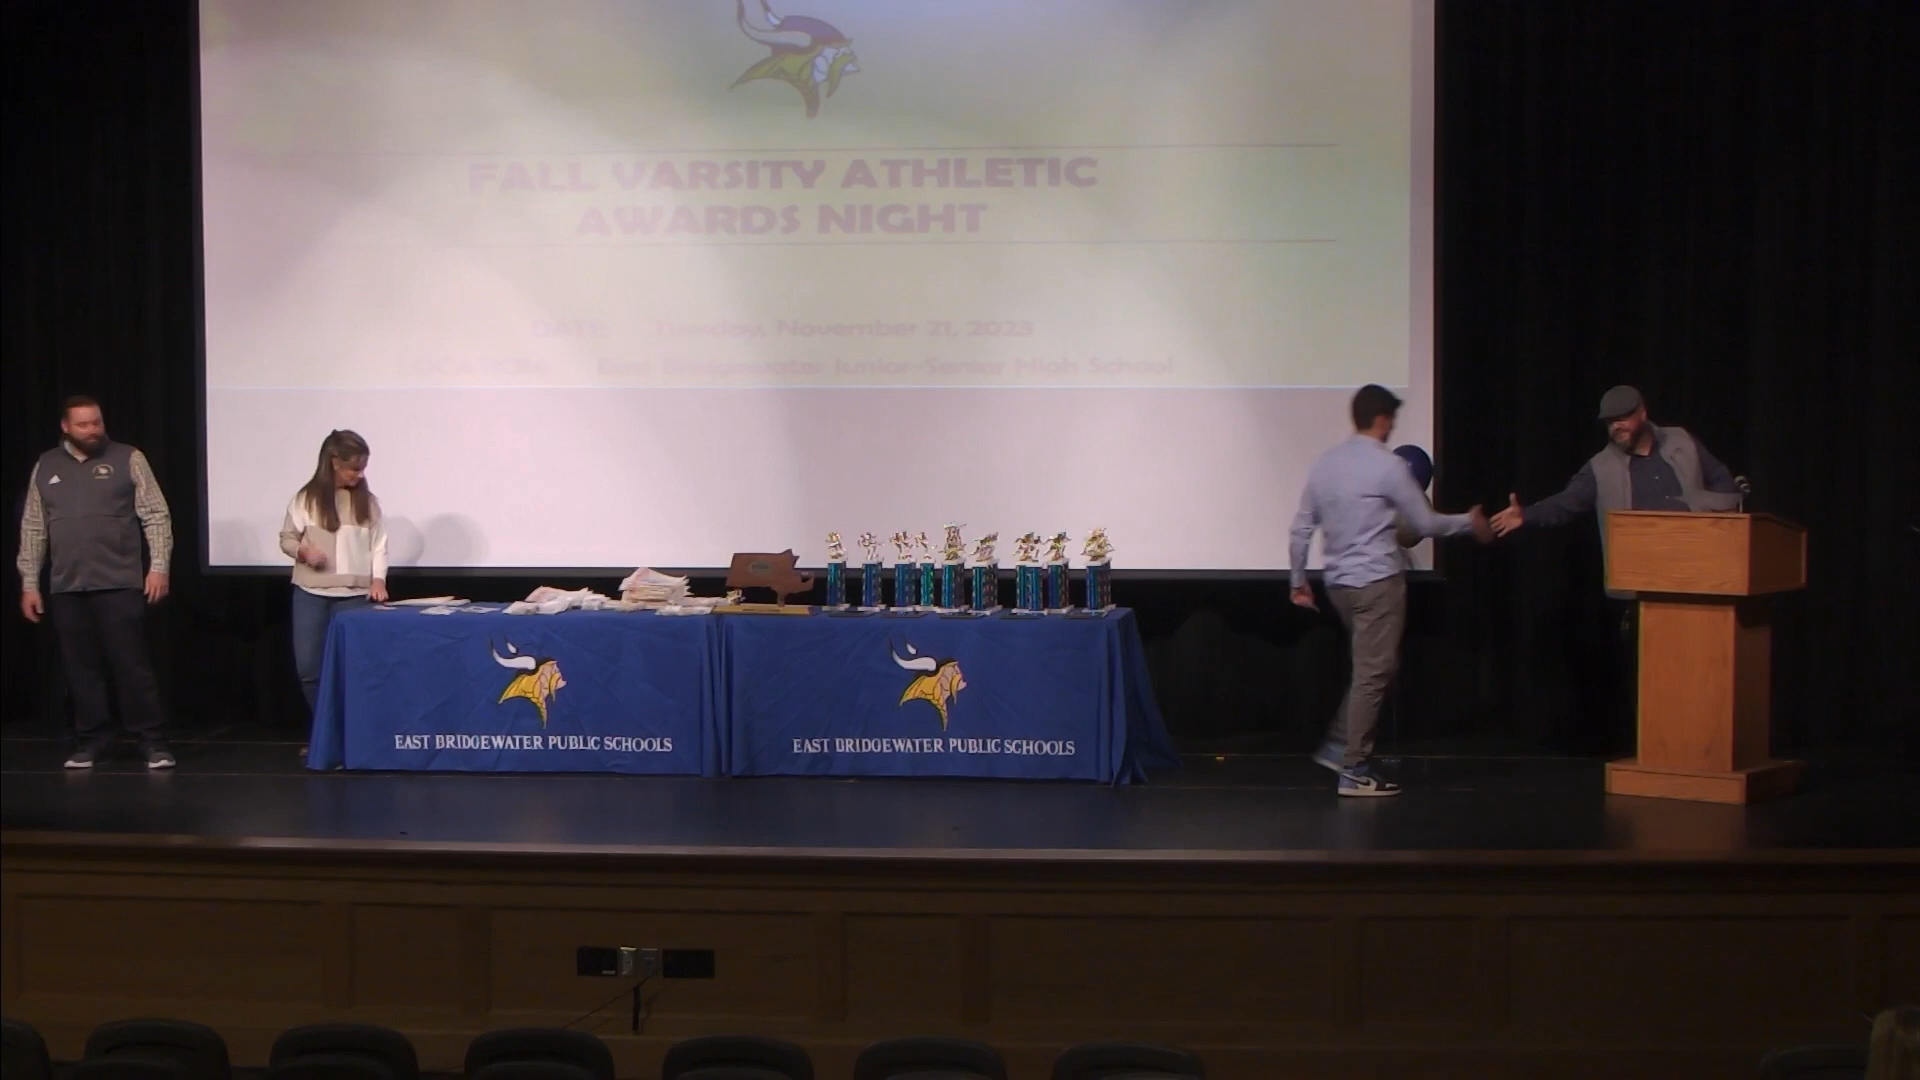 FALL VARSITY ATHLETIC
AWARDS NIGHT
DATE: Tuesday, November 21, 2023
LOCATION: East Bridgewater Junior-Senior High School
EAST BRIDGEWATER PUBLIC SCHOOLS
EAST BRIDGEWATER PUBLIC SCHOOLS